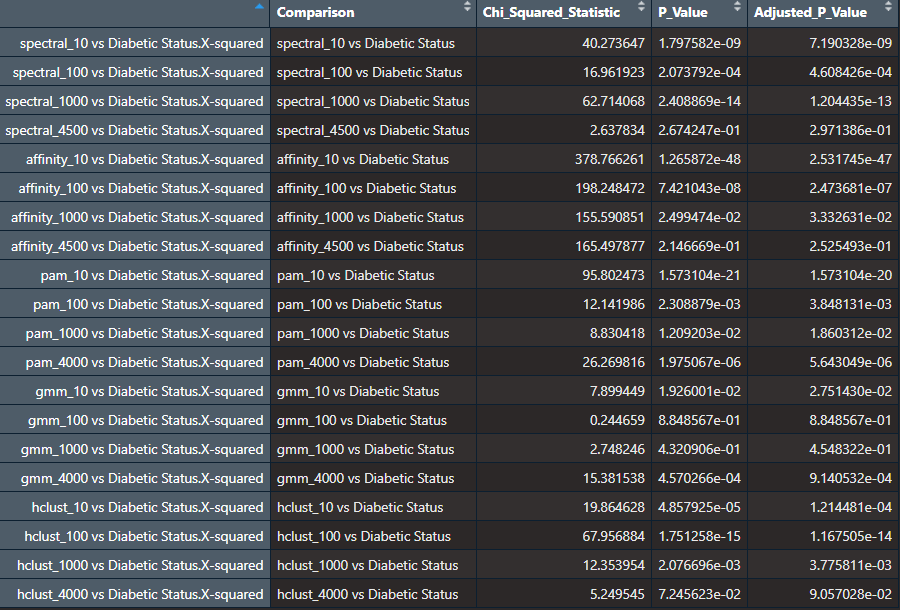 Comparison Chi_Squared_Statistic P_Value Adjusted_P_Value
spectral_10 vs Diabetic Status.X-squared spectral_10 vs Diabetic Status 40.273647 1.797582e-09 7.190328e-09
spectral_100 vs Diabetic Status.X-squared spectral_100 vs Diabetic Status 16.961923 2.073792e-04 4.608426e-04
spectral_1000 vs Diabetic Status.X-squared spectral_1000 vs Diabetic Status 62.714068 2.408869e-14 1.204435e-13
spectral_4500 vs Diabetic Status.X-squared spectral_4500 vs Diabetic Status 2.637834 2.674247e-01 2.971386e-01
affinity_10 vs Diabetic Status.X-squared affinity_10 vs Diabetic Status 378.766261 1.265872e-48 2.531745e-47
affinity_100 vs Diabetic Status.X-squared affinity_100 vs Diabetic Status 198.248472 7.421043e-08 2.473681e-07
affinity_1000 vs Diabetic Status.X-squared affinity_1000 vs Diabetic Status 155.590851 2.499474e-02 3.332631e-02
affinity_4500 vs Diabetic Status.X-squared affinity_4500 vs Diabetic Status 165.497877 2.146669e-01 2.525493e-01
pam_10 vs Diabetic Status.X-squared pam_10 vs Diabetic Status 95.802473 1.573104e-21 1.573104e-20
pam_100 vs Diabetic Status.X-squared pam_100 vs Diabetic Status 12.141986 2.308879e-03 3.848131e-03
pam_1000 vs Diabetic Status.X-squared pam_1000 vs Diabetic Status 8.830418 1.209203e-02 1.860312e-02
pam_4000 vs Diabetic Status.X-squared pam_4000 vs Diabetic Status 26.269816 1.975067e-06 5.643049e-06
gmm_10 vs Diabetic Status.X-squared gmm_10 vs Diabetic Status 7.899449 1.926001e-02 2.751430e-02
gmm_100 vs Diabetic Status.X-squared gmm_100 vs Diabetic Status 0.244659 8.848567e-01 8.848567e-01
gmm_1000 vs Diabetic Status.X-squared gmm_1000 vs Diabetic Status 2.748246 4.320906e-01 4.548322e-01
gmm_4000 vs Diabetic Status.X-squared gmm_4000 vs Diabetic Status 15.381538 4.570266e-04 9.140532e-04
hclust_10 vs Diabetic Status.X-squared hclust_10 vs Diabetic Status 19.864628 4.857925e-05 1.214481e-04
hclust_100 vs Diabetic Status.X-squared hclust_100 vs Diabetic Status 67.956884 1.751258e-15 1.167505e-14
hclust_1000 vs Diabetic Status.X-squared hclust_1000 vs Diabetic Status 12.353954 2.076696e-03 3.775811e-03
hclust_4000 vs Diabetic Status.X-squared hclust_4000 vs Diabetic Status 5.249545 7.245623e-02 9.057028e-02